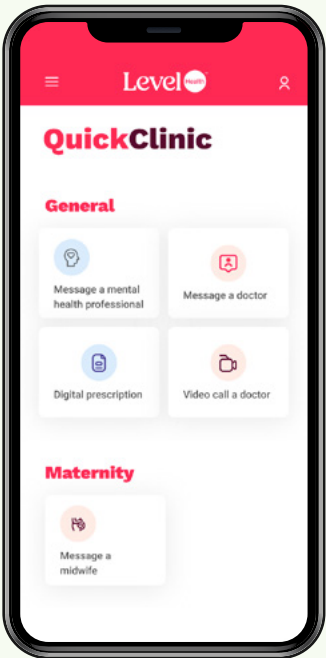 Level Health
QuickClinic
General
Message a mental
health professional
Message a doctor
Digital prescription
Video call a doctor
Maternity
Message a
midwife